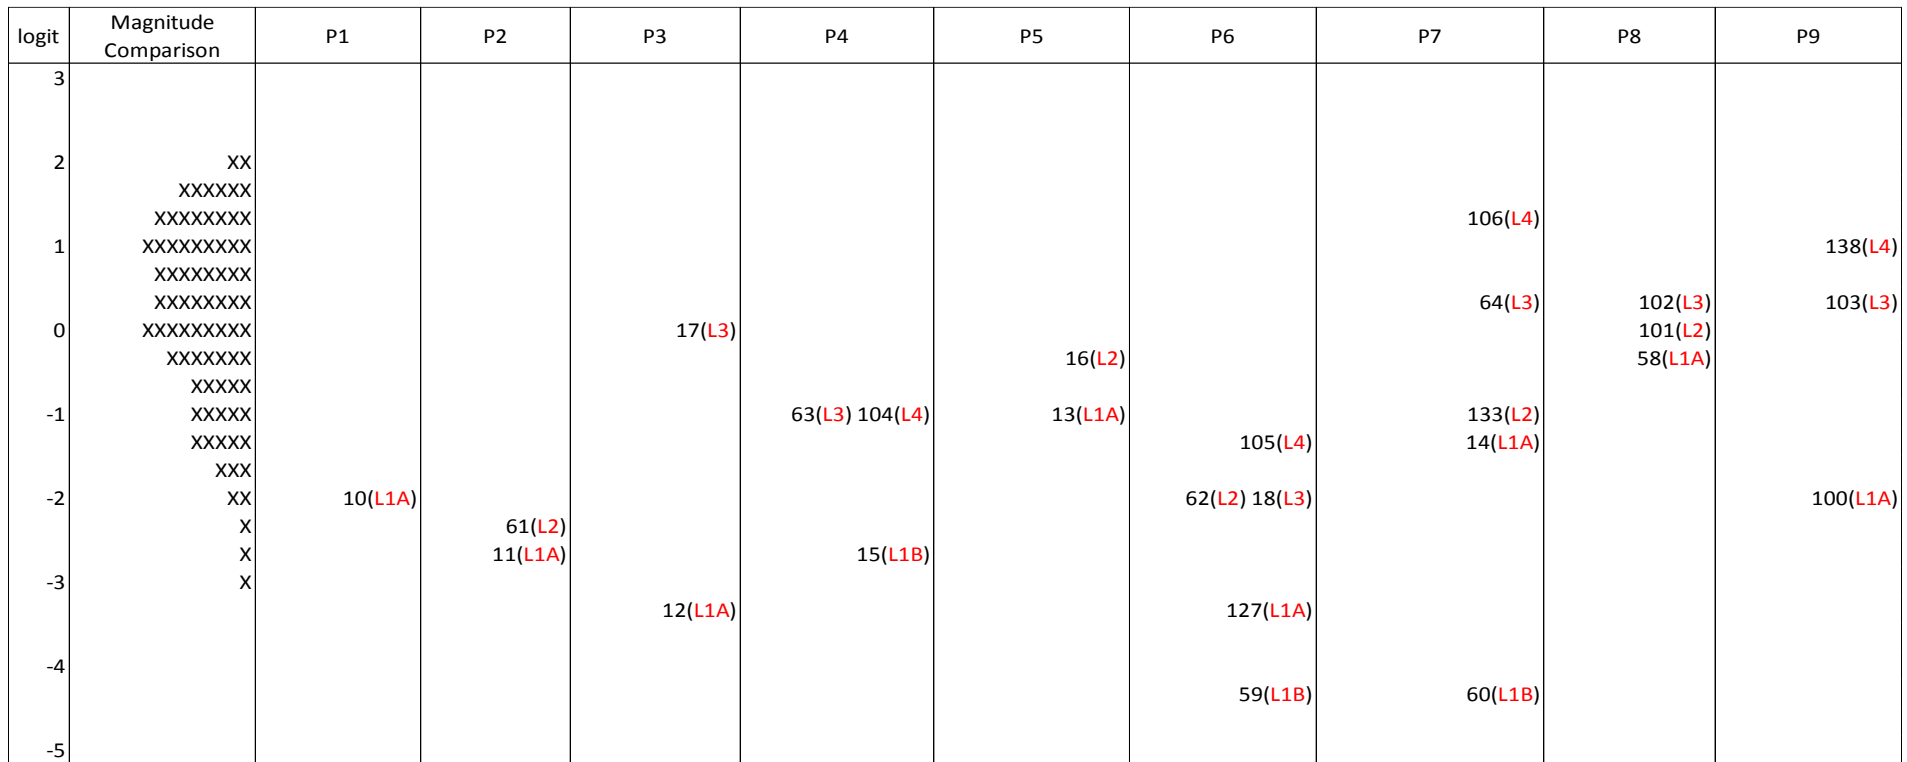 logit Magnitude Comparison P1 P2 P3 P4 P5 P6 P7 P8 P9
3
2 XX
XXXXXX
XXXXXXXX 106(L4)
1 XXXXXXXXX 138(L4)
XXXXXXXX
XXXXXXXX 64(L3) 102(L3) 103(L3)
0 XXXXXXXXX 17(L3) 101(L2)
XXXXXXX 16(L2) 58(L1A)
XXXXX
-1 XXXXX 63(L3) 104(L4) 13(L1A) 133(L2)
XXXXX 105(L4) 14(L1A)
XXX
-2 XX 10(L1A) 62(L2) 18(L3) 100(L1A)
X 61(L2)
X 11(L1A) 15(L1B)
-3 X
12(L1A) 127(L1A)
-4
59(L1B) 60(L1B)
-5